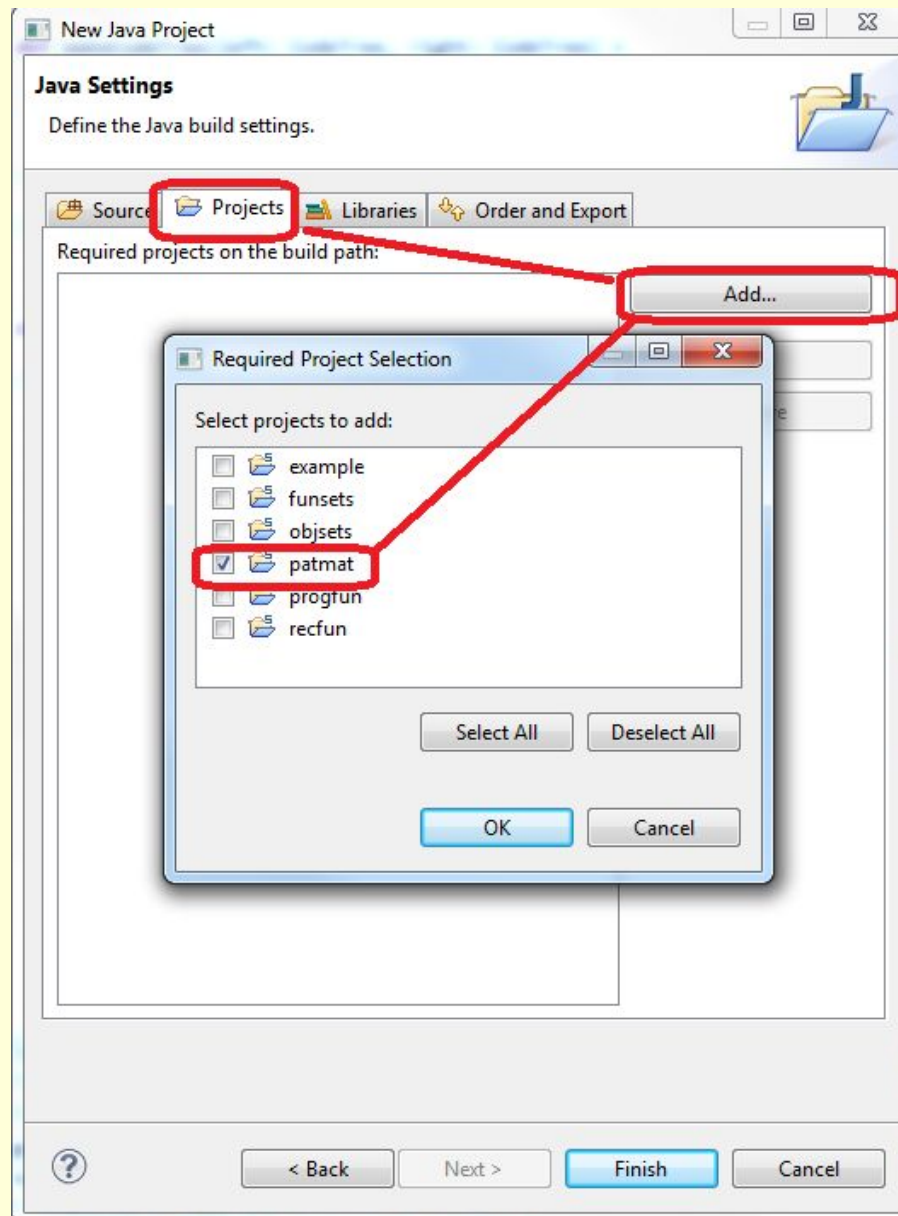 New Java Project
Java Settings
Define the Java build settings.
Source Projects Libraries Order and Export
Required projects on the build path:
Add...
Required Project Selection
Select projects to add:
example
funsets
objsets
patmat
progfun
recfun
Select All Deselect All
OK Cancel
< Back Next > Finish Cancel